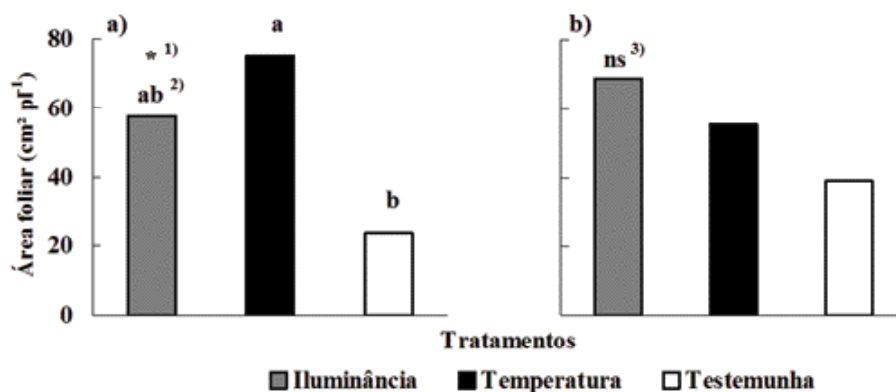 a)
a
b)
80
* 1)
ns 3)
ab 2)
60
40
b
20
0
Área foliar (cm² pl⁻¹)
Tratamentos
Iluminância Temperatura Testemunha